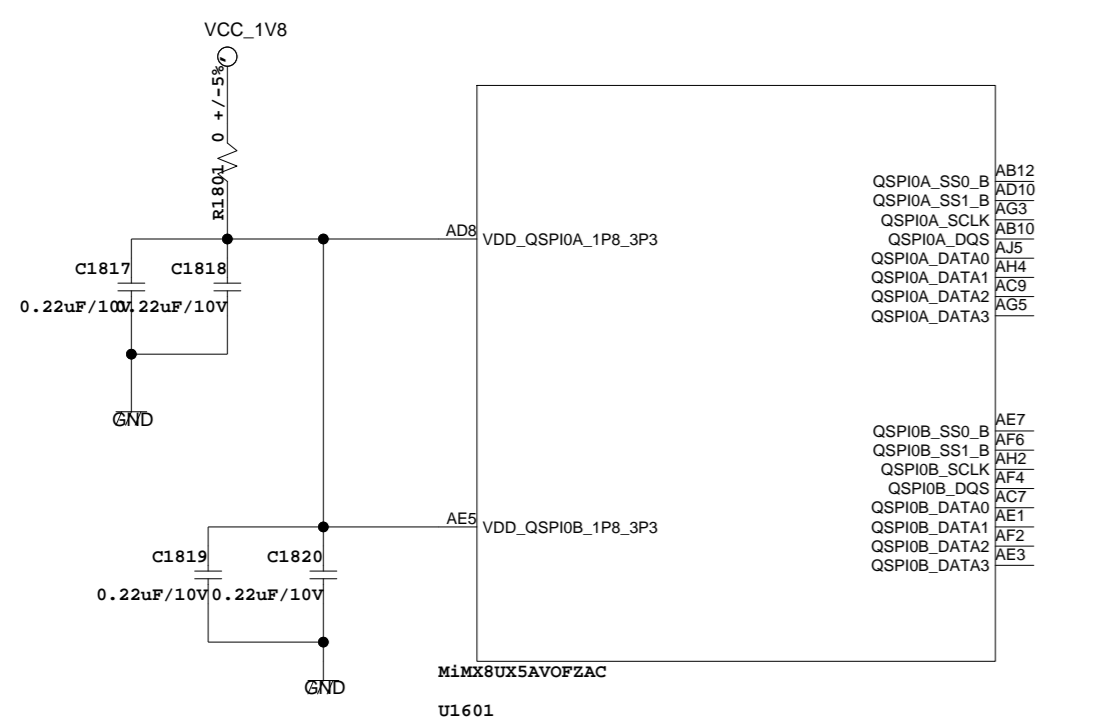 VCC_1V8
R1801 0 +/-5%
AB12
QSPI0A_SS0_B
AD10
QSPI0A_SS1_B
AG3
QSPI0A_SCLK
AB10
QSPI0A_DQS
AJ5
QSPI0A_DATA0
AH4
QSPI0A_DATA1
AC9
QSPI0A_DATA2
AG5
QSPI0A_DATA3
AD8 VDD_QSPI0A_1P8_3P3
C1817 C1818
0.22uF/10V 0.22uF/10V
GND
AE7
QSPI0B_SS0_B
AF6
QSPI0B_SS1_B
AH2
QSPI0B_SCLK
AF4
QSPI0B_DQS
AC7
QSPI0B_DATA0
AE1
QSPI0B_DATA1
AF2
QSPI0B_DATA2
AE3
QSPI0B_DATA3
AE5 VDD_QSPI0B_1P8_3P3
C1819 C1820
0.22uF/10V 0.22uF/10V
GND
MiMX8UX5AVOFZAC
U1601